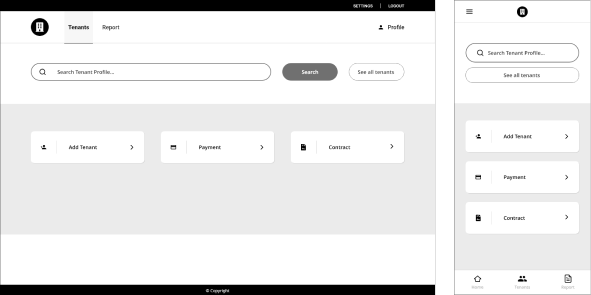 SETTINGS | LOGOUT
Tenants Report Profile
Search Tenant Profile... Search See all tenants
Add Tenant Payment Contract
© Copyright
Search Tenant Profile...
See all tenants
Add Tenant
Payment
Contract
Home Tenants Report